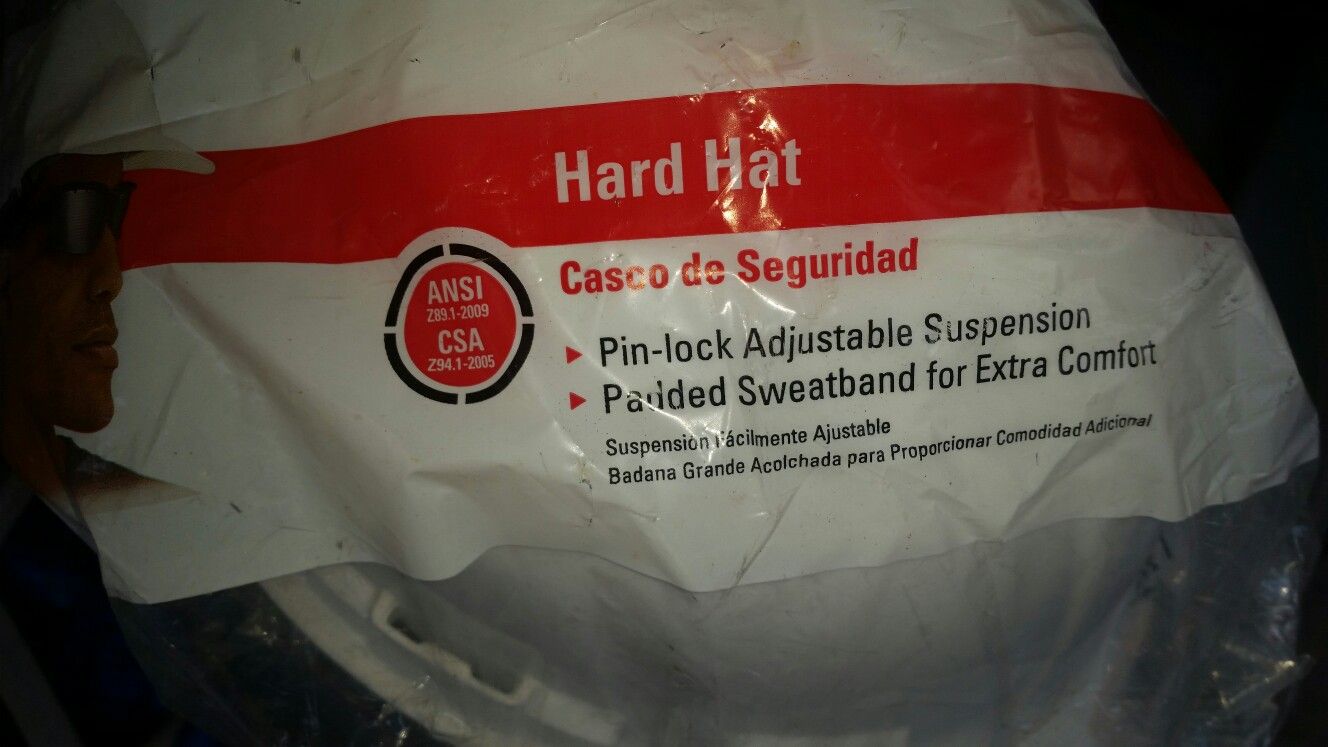 Hard Hat
Casco de Seguridad
ANSI
Z89.1-2009
CSA
Z94.1-2005
Pin-lock Adjustable Suspension
Padded Sweatband for Extra Comfort
Suspensión Fácilmente Ajustable
Badana Grande Acolchada para Proporcionar Comodidad Adicional